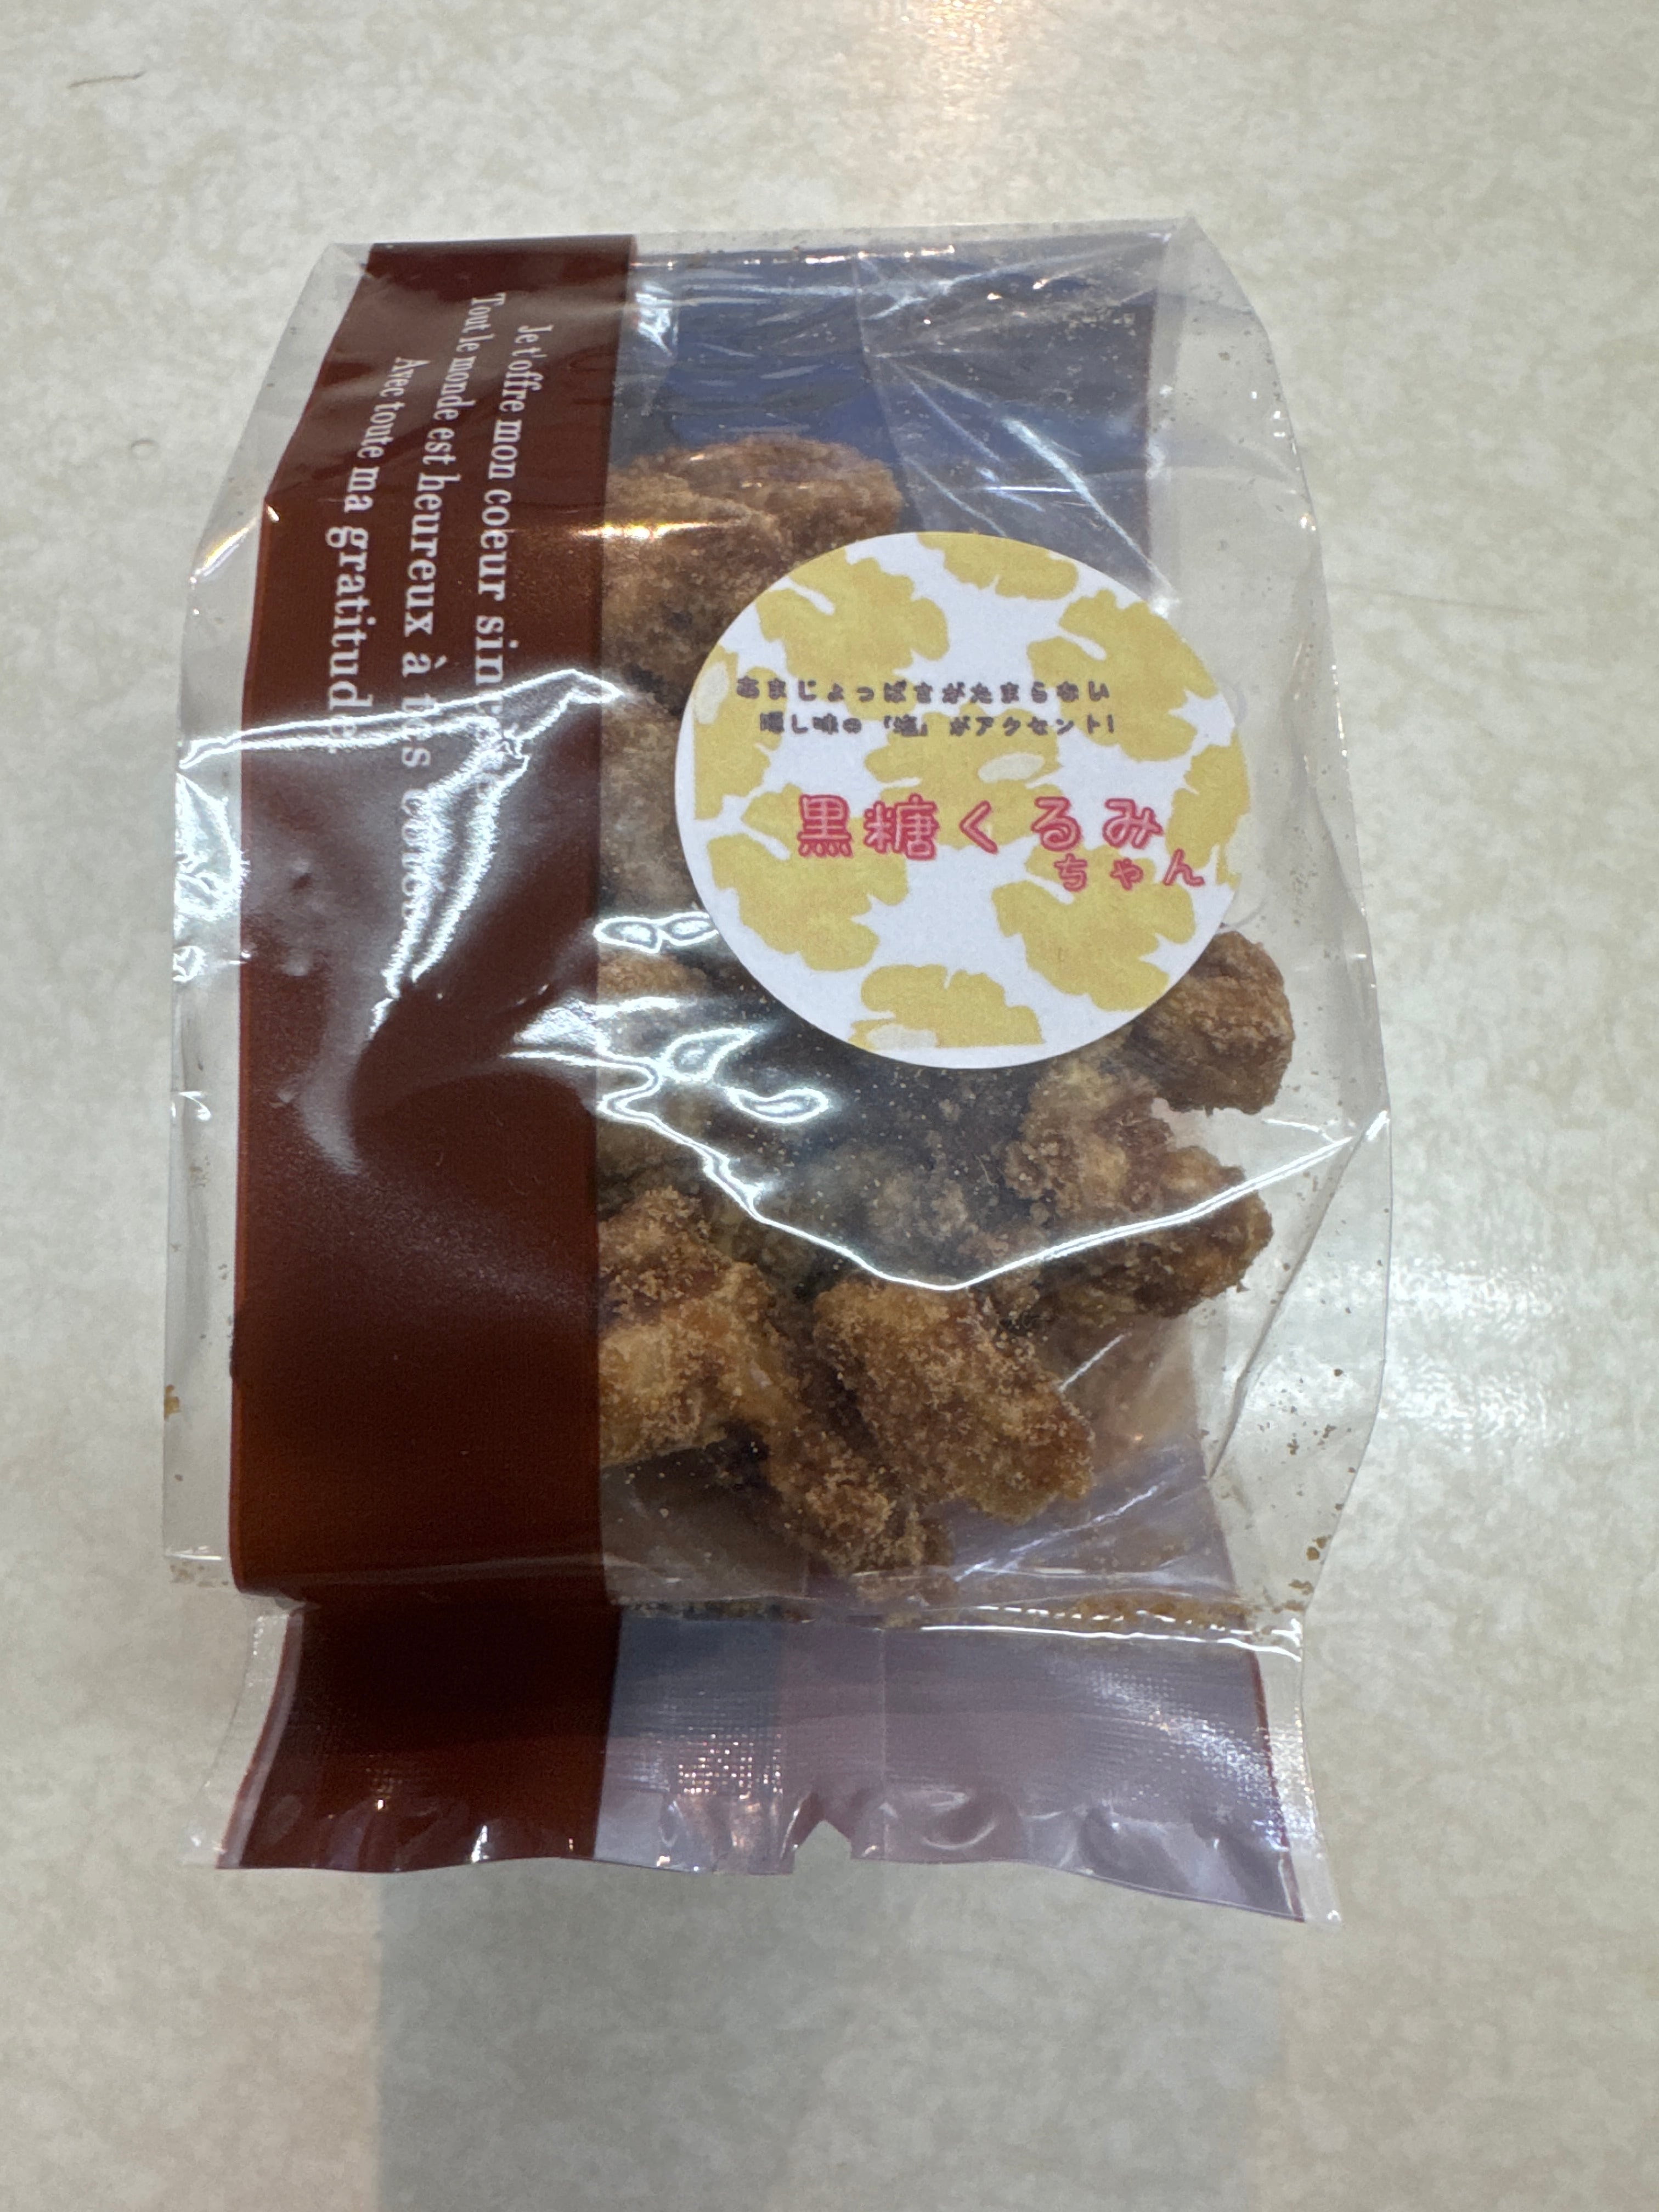 Je t'offre mon coeur
Tout le monde est heureux à
Avec toute ma gratitude.
あまじょっぱさがたまらない
隠し味の「塩」がアクセント!
黒糖くるみ
ちゃん